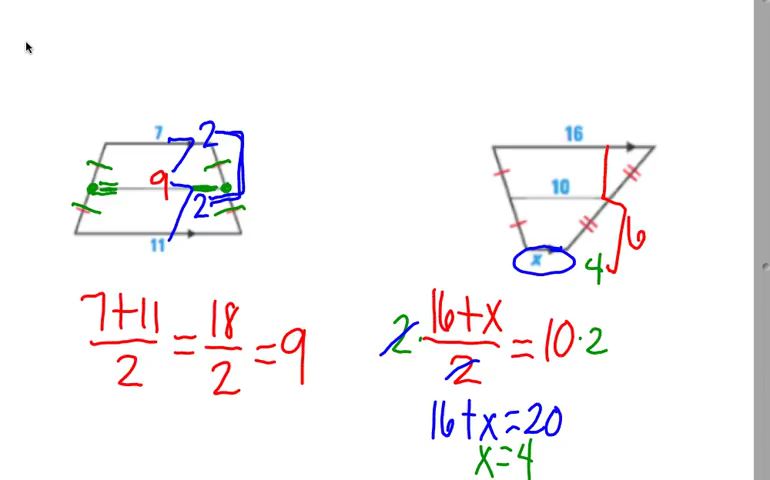 7 2
9
2
11
16
10
6
x 4
7+11/2 = 18/2 = 9
2·16+x/2 = 10·2
16+x=20
x=4